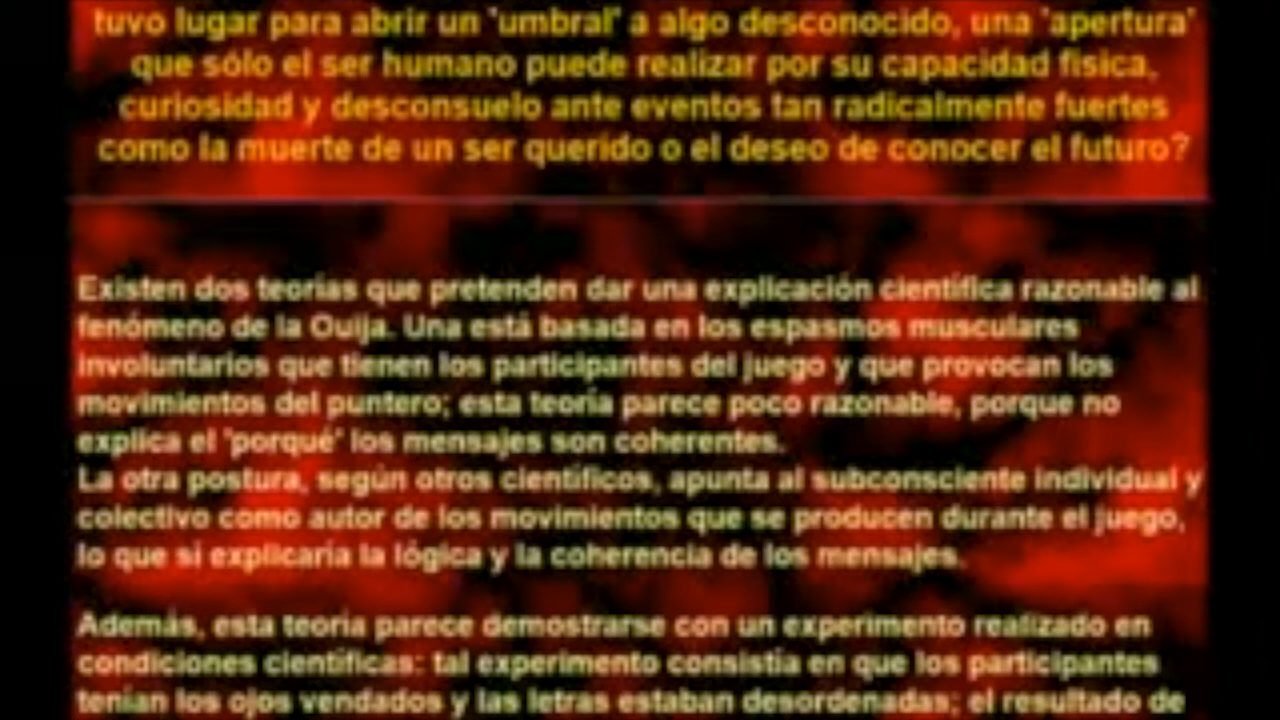 tuvo lugar para abrir un 'umbral' a algo desconocido, una 'apertura'
que sólo el ser humano puede realizar por su capacidad física,
curiosidad y desconsuelo ante eventos tan radicalmente fuertes
como la muerte de un ser querido o el deseo de conocer el futuro?
Existen dos teorías que pretenden dar una explicación científica razonable al
fenómeno de la Ouija. Una está basada en los espasmos musculares
involuntarios que tienen los participantes del juego y que provocan los
movimientos del puntero; esta teoría parece poco razonable, porque no
explica el 'porqué' los mensajes son coherentes.
La otra postura, según otros científicos, apunta al subconsciente individual y
colectivo como autor de los movimientos que se producen durante el juego,
lo que sí explicaría la lógica y la coherencia de los mensajes.
Además, esta teoría parece demostrarse con un experimento realizado en
condiciones científicas: tal experimento consistía en que los participantes
tenían los ojos vendados y las letras estaban desordenadas; el resultado de